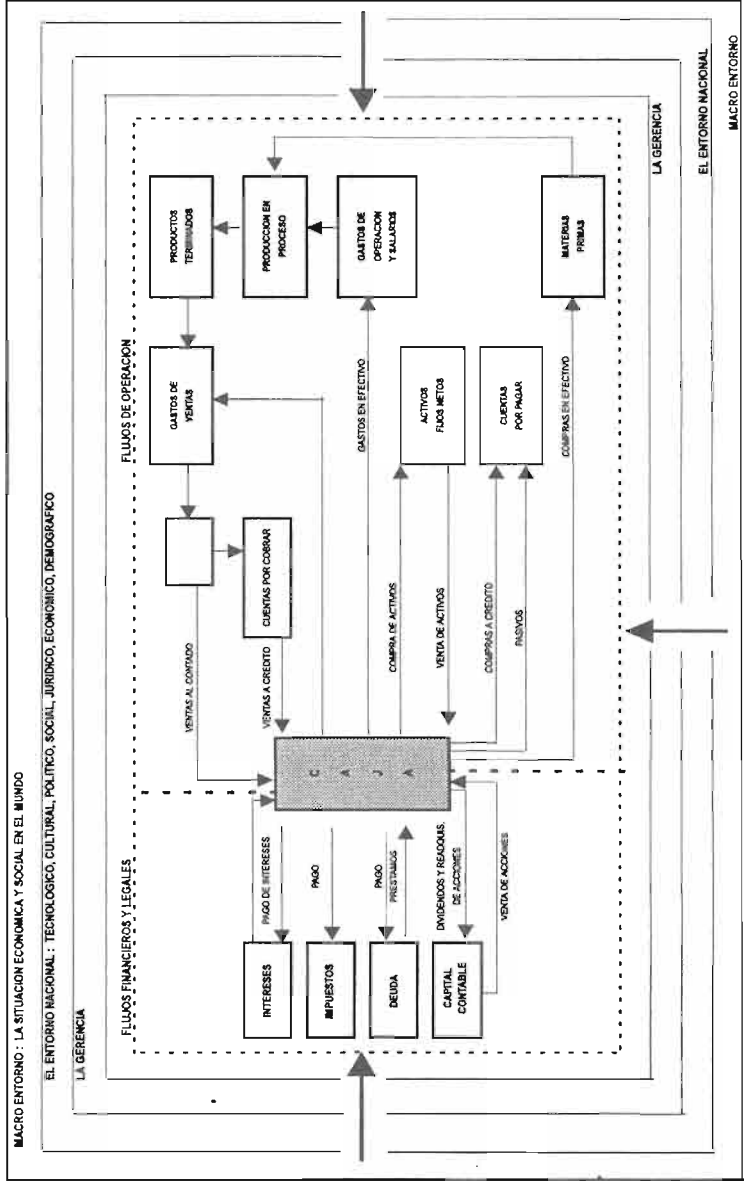 MACRO ENTORNO : LA SITUACION ECONOMICA Y SOCIAL EN EL MUNDO
EL ENTORNO NACIONAL : TECNOLOGICO, CULTURAL, POLITICO, SOCIAL, JURIDICO, ECONOMICO, DEMOGRAFICO
LA GERENCIA
FLUJOS FINANCIEROS Y LEGALES
FLUJOS DE OPERACION
INTERESES
PAGO DE INTERESES
IMPUESTOS
PAGO
DEUDA
PAGO
PRESTAMOS
CAPITAL
CONTABLE
DIVIDENDOS Y READQUIS.
DE ACCIONES
VENTA DE ACCIONES
CAJA
VENTAS AL CONTADO
VENTAS A CREDITO
CUENTAS POR COBRAR
GASTOS DE
VENTAS
PRODUCTOS
TERMINADOS
PRODUCCION EN
PROCESO
GASTOS DE
OPERACION
Y SALARIOS
GASTOS EN EFECTIVO
COMPRA DE ACTIVOS
VENTA DE ACTIVOS
ACTIVOS
FIJOS NETOS
COMPRAS A CREDITO
PASIVOS
CUENTAS
POR PAGAR
COMPRAS EN EFECTIVO
MATERIAS
PRIMAS
LA GERENCIA
EL ENTORNO NACIONAL
MACRO ENTORNO